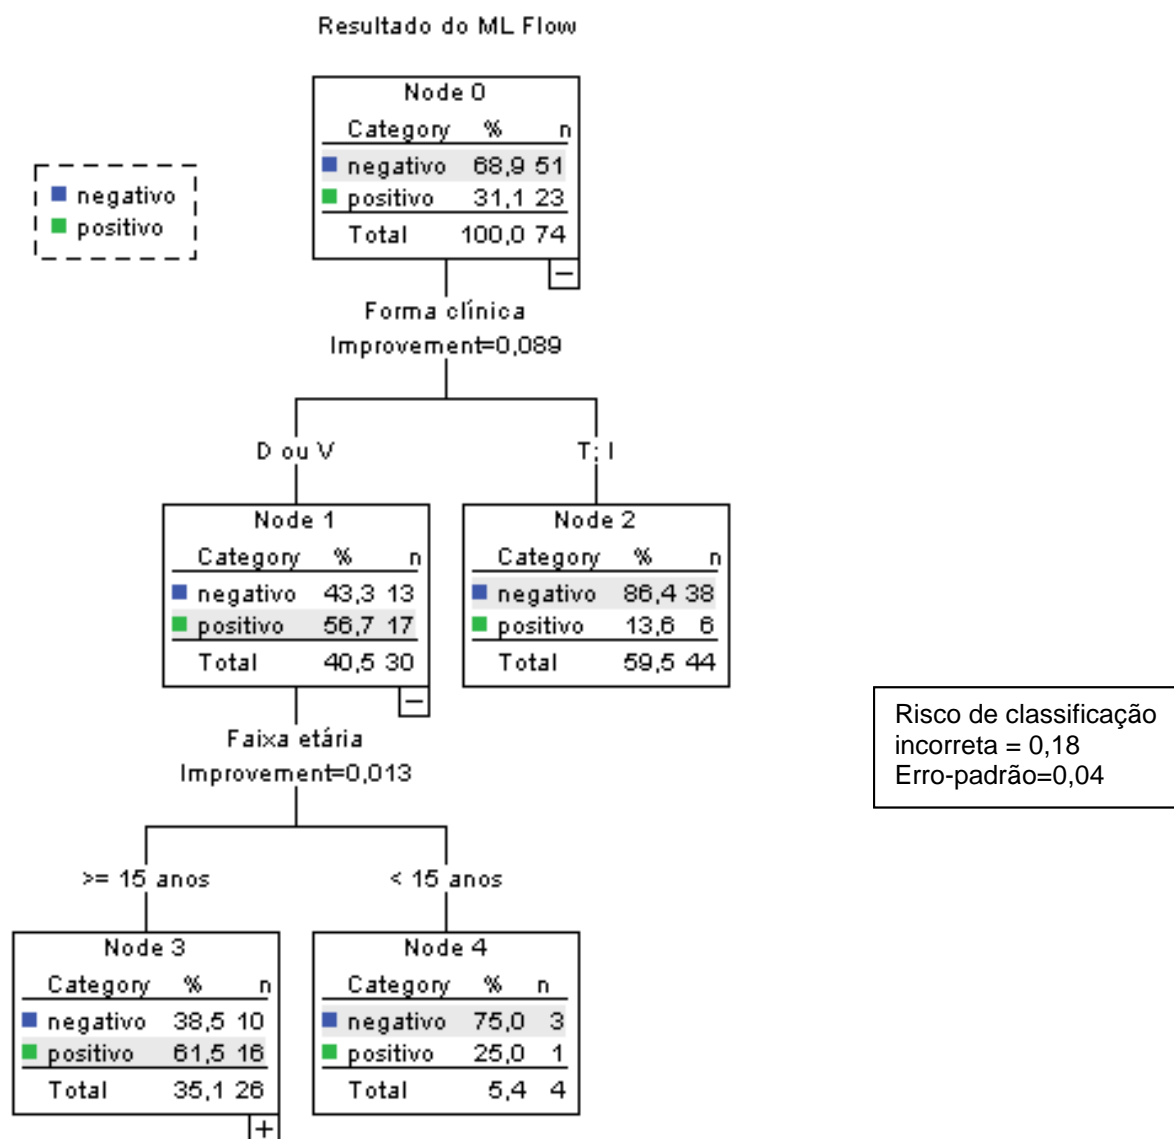 Resultado do ML Flow
negativo
positivo
Node 0
Category % n
negativo 68,9 51
positivo 31,1 23
Total 100,0 74
Forma clínica
Improvement=0,089
D ou V
T; I
Node 1
Category % n
negativo 43,3 13
positivo 56,7 17
Total 40,5 30
Node 2
Category % n
negativo 86,4 38
positivo 13,6 6
Total 59,5 44
Faixa etária
Improvement=0,013
Risco de classificação
incorreta = 0,18
Erro-padrão=0,04
>= 15 anos
< 15 anos
Node 3
Category % n
negativo 38,5 10
positivo 61,5 16
Total 35,1 26
Node 4
Category % n
negativo 75,0 3
positivo 25,0 1
Total 5,4 4